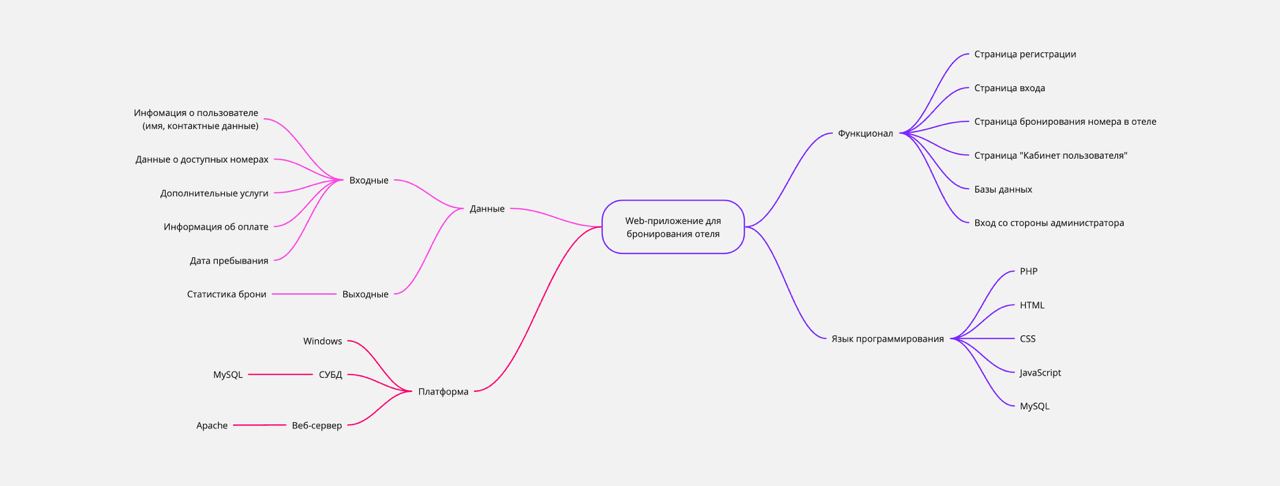 Web-приложение для
бронирования отеля
Функционал
Страница регистрации
Страница входа
Страница бронирования номера в отеле
Страница "Кабинет пользователя"
Базы данных
Вход со стороны администратора
Язык программирования
PHP
HTML
CSS
JavaScript
MySQL
Данные
Входные
Инфомация о пользователе
(имя, контактные данные)
Данные о доступных номерах
Дополнительные услуги
Информация об оплате
Дата пребывания
Выходные
Статистика брони
Платформа
Windows
СУБД
MySQL
Веб-сервер
Apache